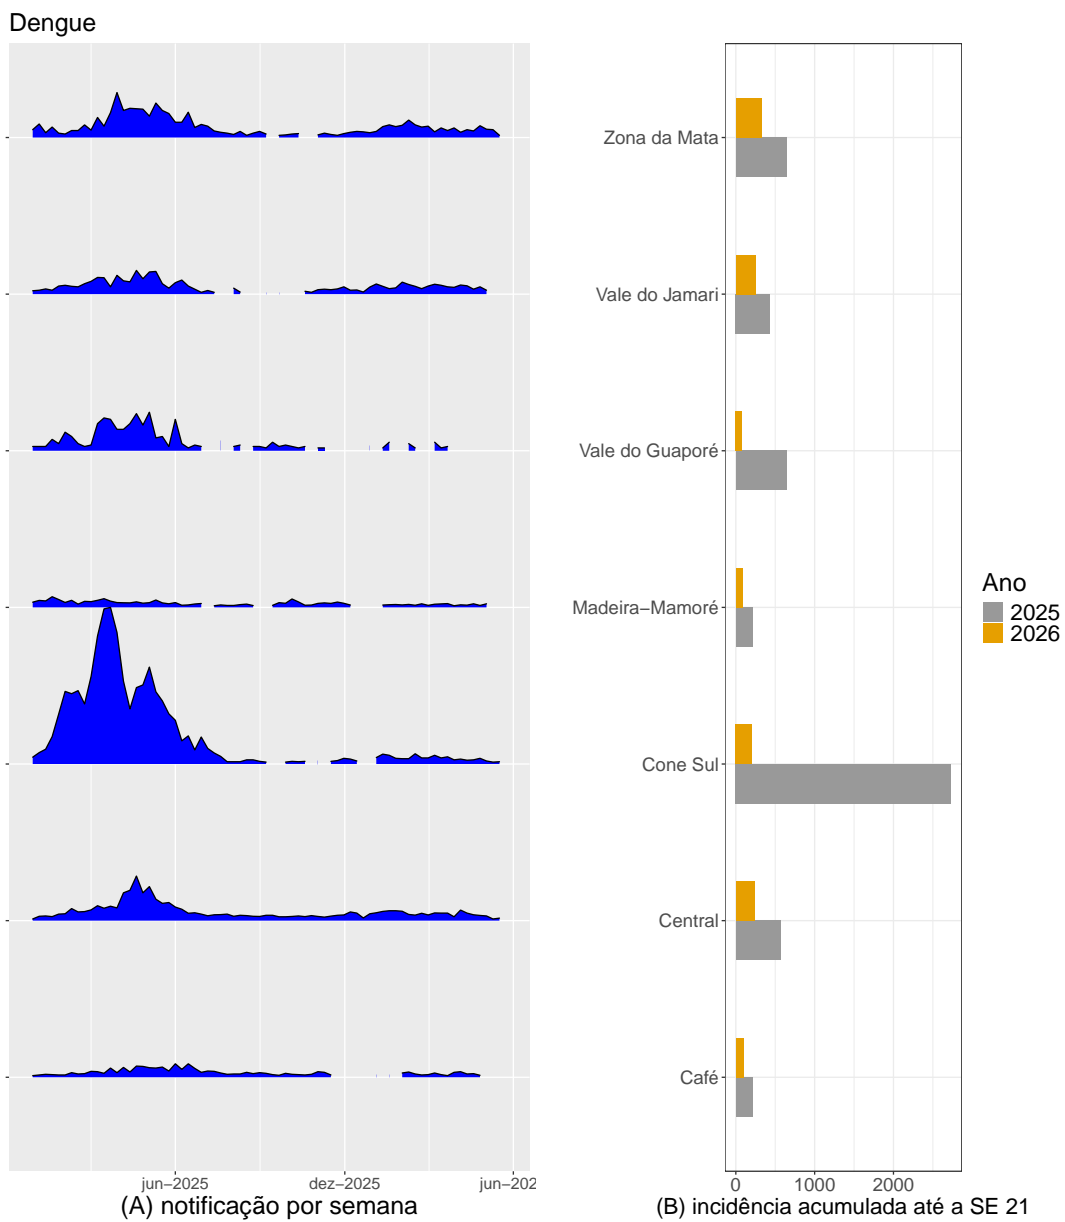 Dengue
Zona da Mata
Vale do Jamari
Vale do Guaporé
Madeira−Mamoré
Cone Sul
Central
Café
Ano
2025
2026
jun−2025 dez−2025 jun−202
(A) notificação por semana
0 1000 2000
(B) incidência acumulada até a SE 21